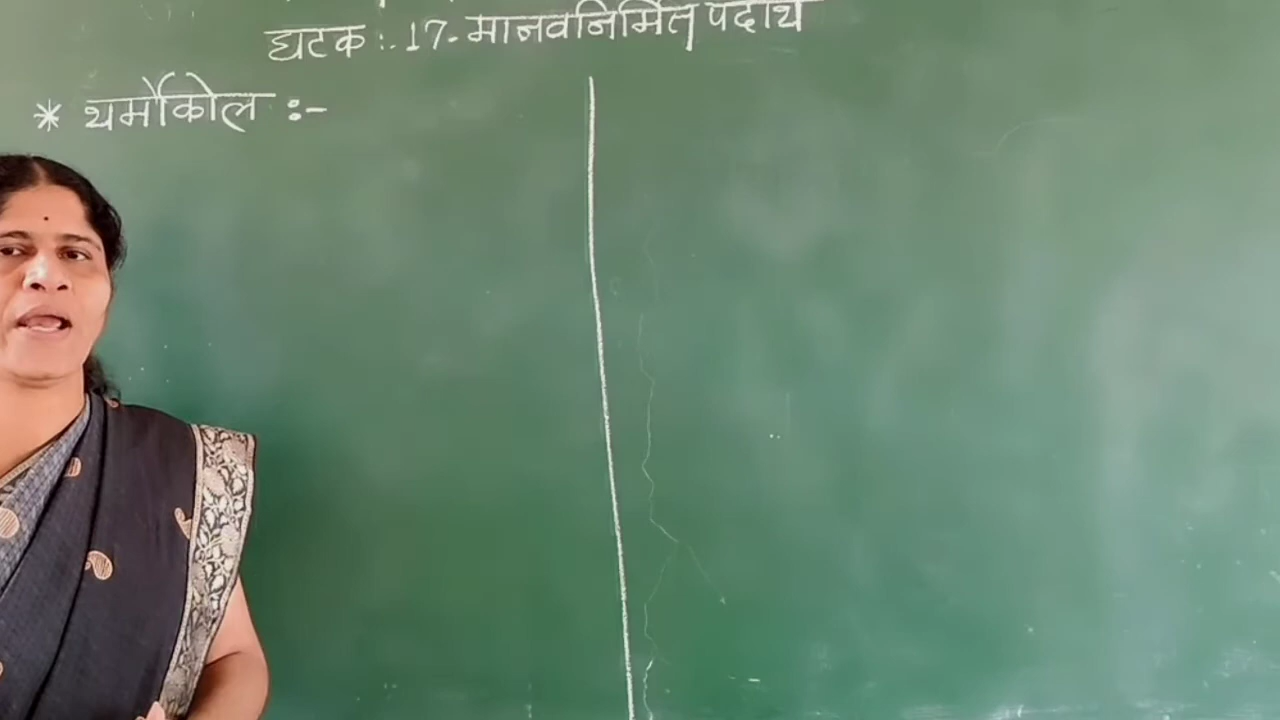 घटक :- 17. मानवनिर्मित पदार्थ
* थर्मोकोल :-